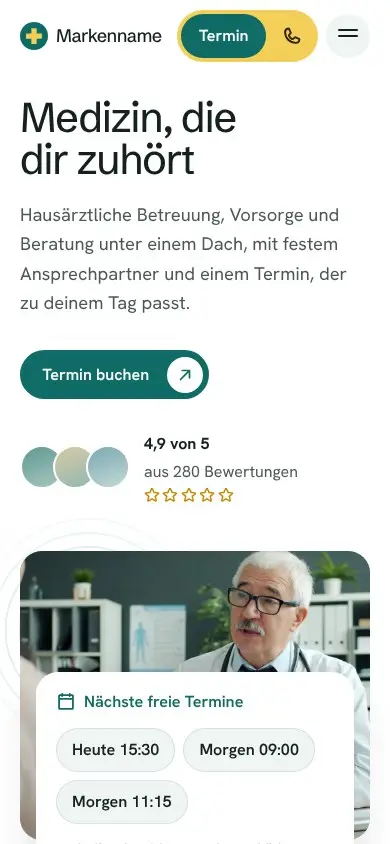 Markenname
Termin
Medizin, die
dir zuhört
Hausärztliche Betreuung, Vorsorge und
Beratung unter einem Dach, mit festem
Ansprechpartner und einem Termin, der
zu deinem Tag passt.
Termin buchen
4,9 von 5
aus 280 Bewertungen
Nächste freie Termine
Heute 15:30
Morgen 09:00
Morgen 11:15